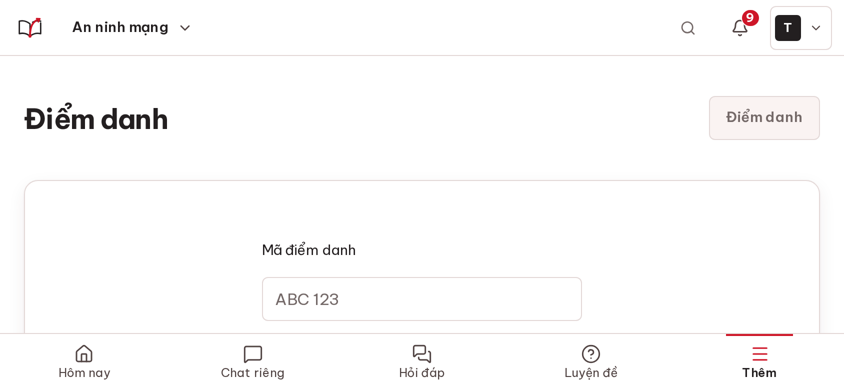 An ninh mạng
9
T
Điểm danh
Điểm danh
Mã điểm danh
ABC 123
Hôm nay
Chat riêng
Hỏi đáp
Luyện đề
Thêm